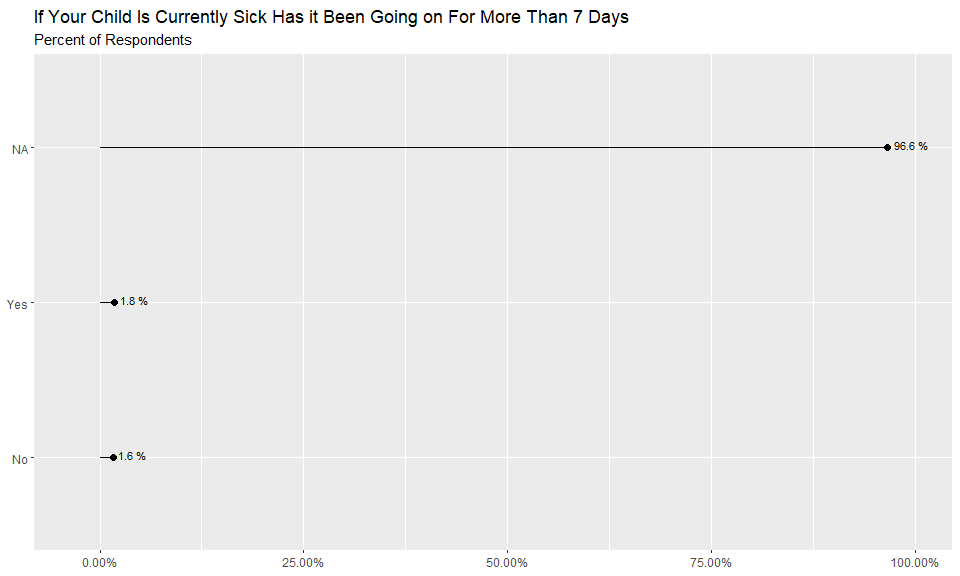 If Your Child Is Currently Sick Has it Been Going on For More Than 7 Days
Percent of Respondents
NA
96.6 %
Yes
1.8 %
No
1.6 %
0.00%
25.00%
50.00%
75.00%
100.00%